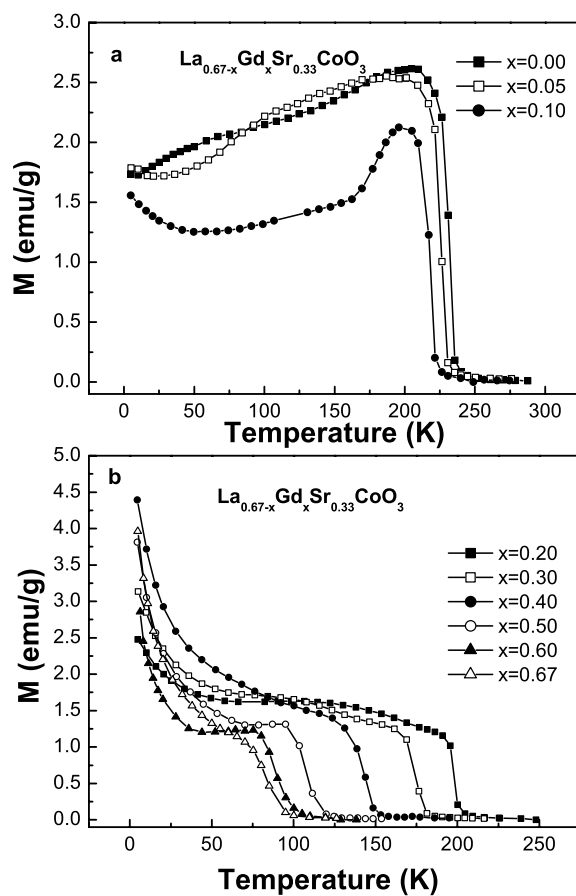 3.0
a
La0.67-xGdxSr0.33CoO3
x=0.00
x=0.05
x=0.10
2.5
2.0
1.5
1.0
0.5
0.0
M (emu/g)
0 50 100 150 200 250 300
Temperature (K)
5.0
b
La0.67-xGdxSr0.33CoO3
4.5
4.0
3.5
3.0
2.5
2.0
1.5
1.0
0.5
0.0
x=0.20
x=0.30
x=0.40
x=0.50
x=0.60
x=0.67
M (emu/g)
0 50 100 150 200 250
Temperature (K)